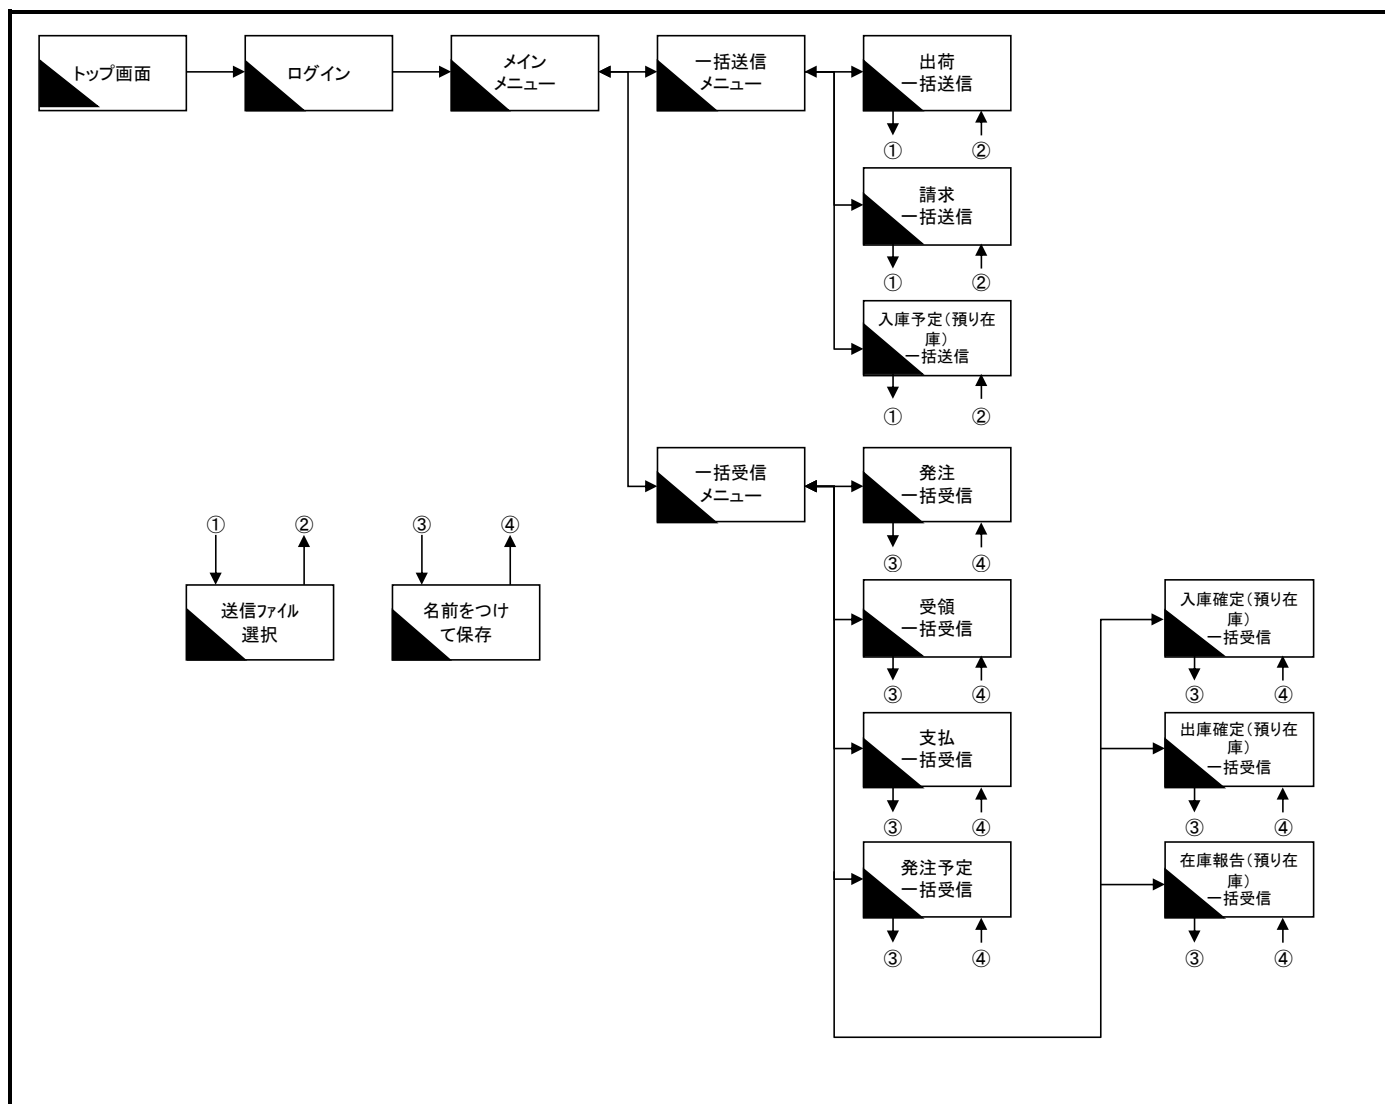 トップ画面
ログイン
メイン
メニュー
一括送信
メニュー
出荷
一括送信
①
②
請求
一括送信
①
②
入庫予定(預り在
庫)
一括送信
①
②
一括受信
メニュー
発注
一括受信
③
④
①
②
③
④
送信ファイル
選択
名前をつけ
て保存
受領
一括受信
③
④
入庫確定(預り在
庫)
一括受信
③
④
支払
一括受信
③
④
出庫確定(預り在
庫)
一括受信
③
④
発注予定
一括受信
③
④
在庫報告(預り在
庫)
一括受信
③
④